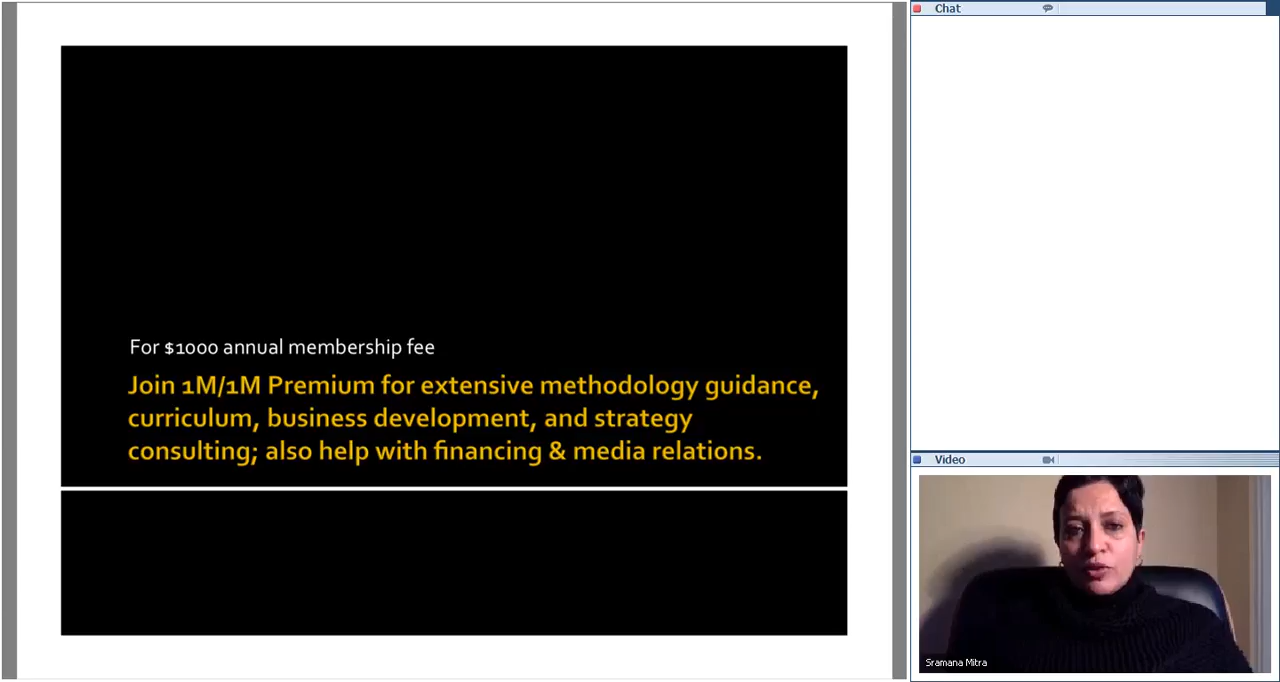 For $1000 annual membership fee
Join 1M/1M Premium for extensive methodology guidance,
curriculum, business development, and strategy
consulting; also help with financing & media relations.
Chat
Video
Sramana Mitra